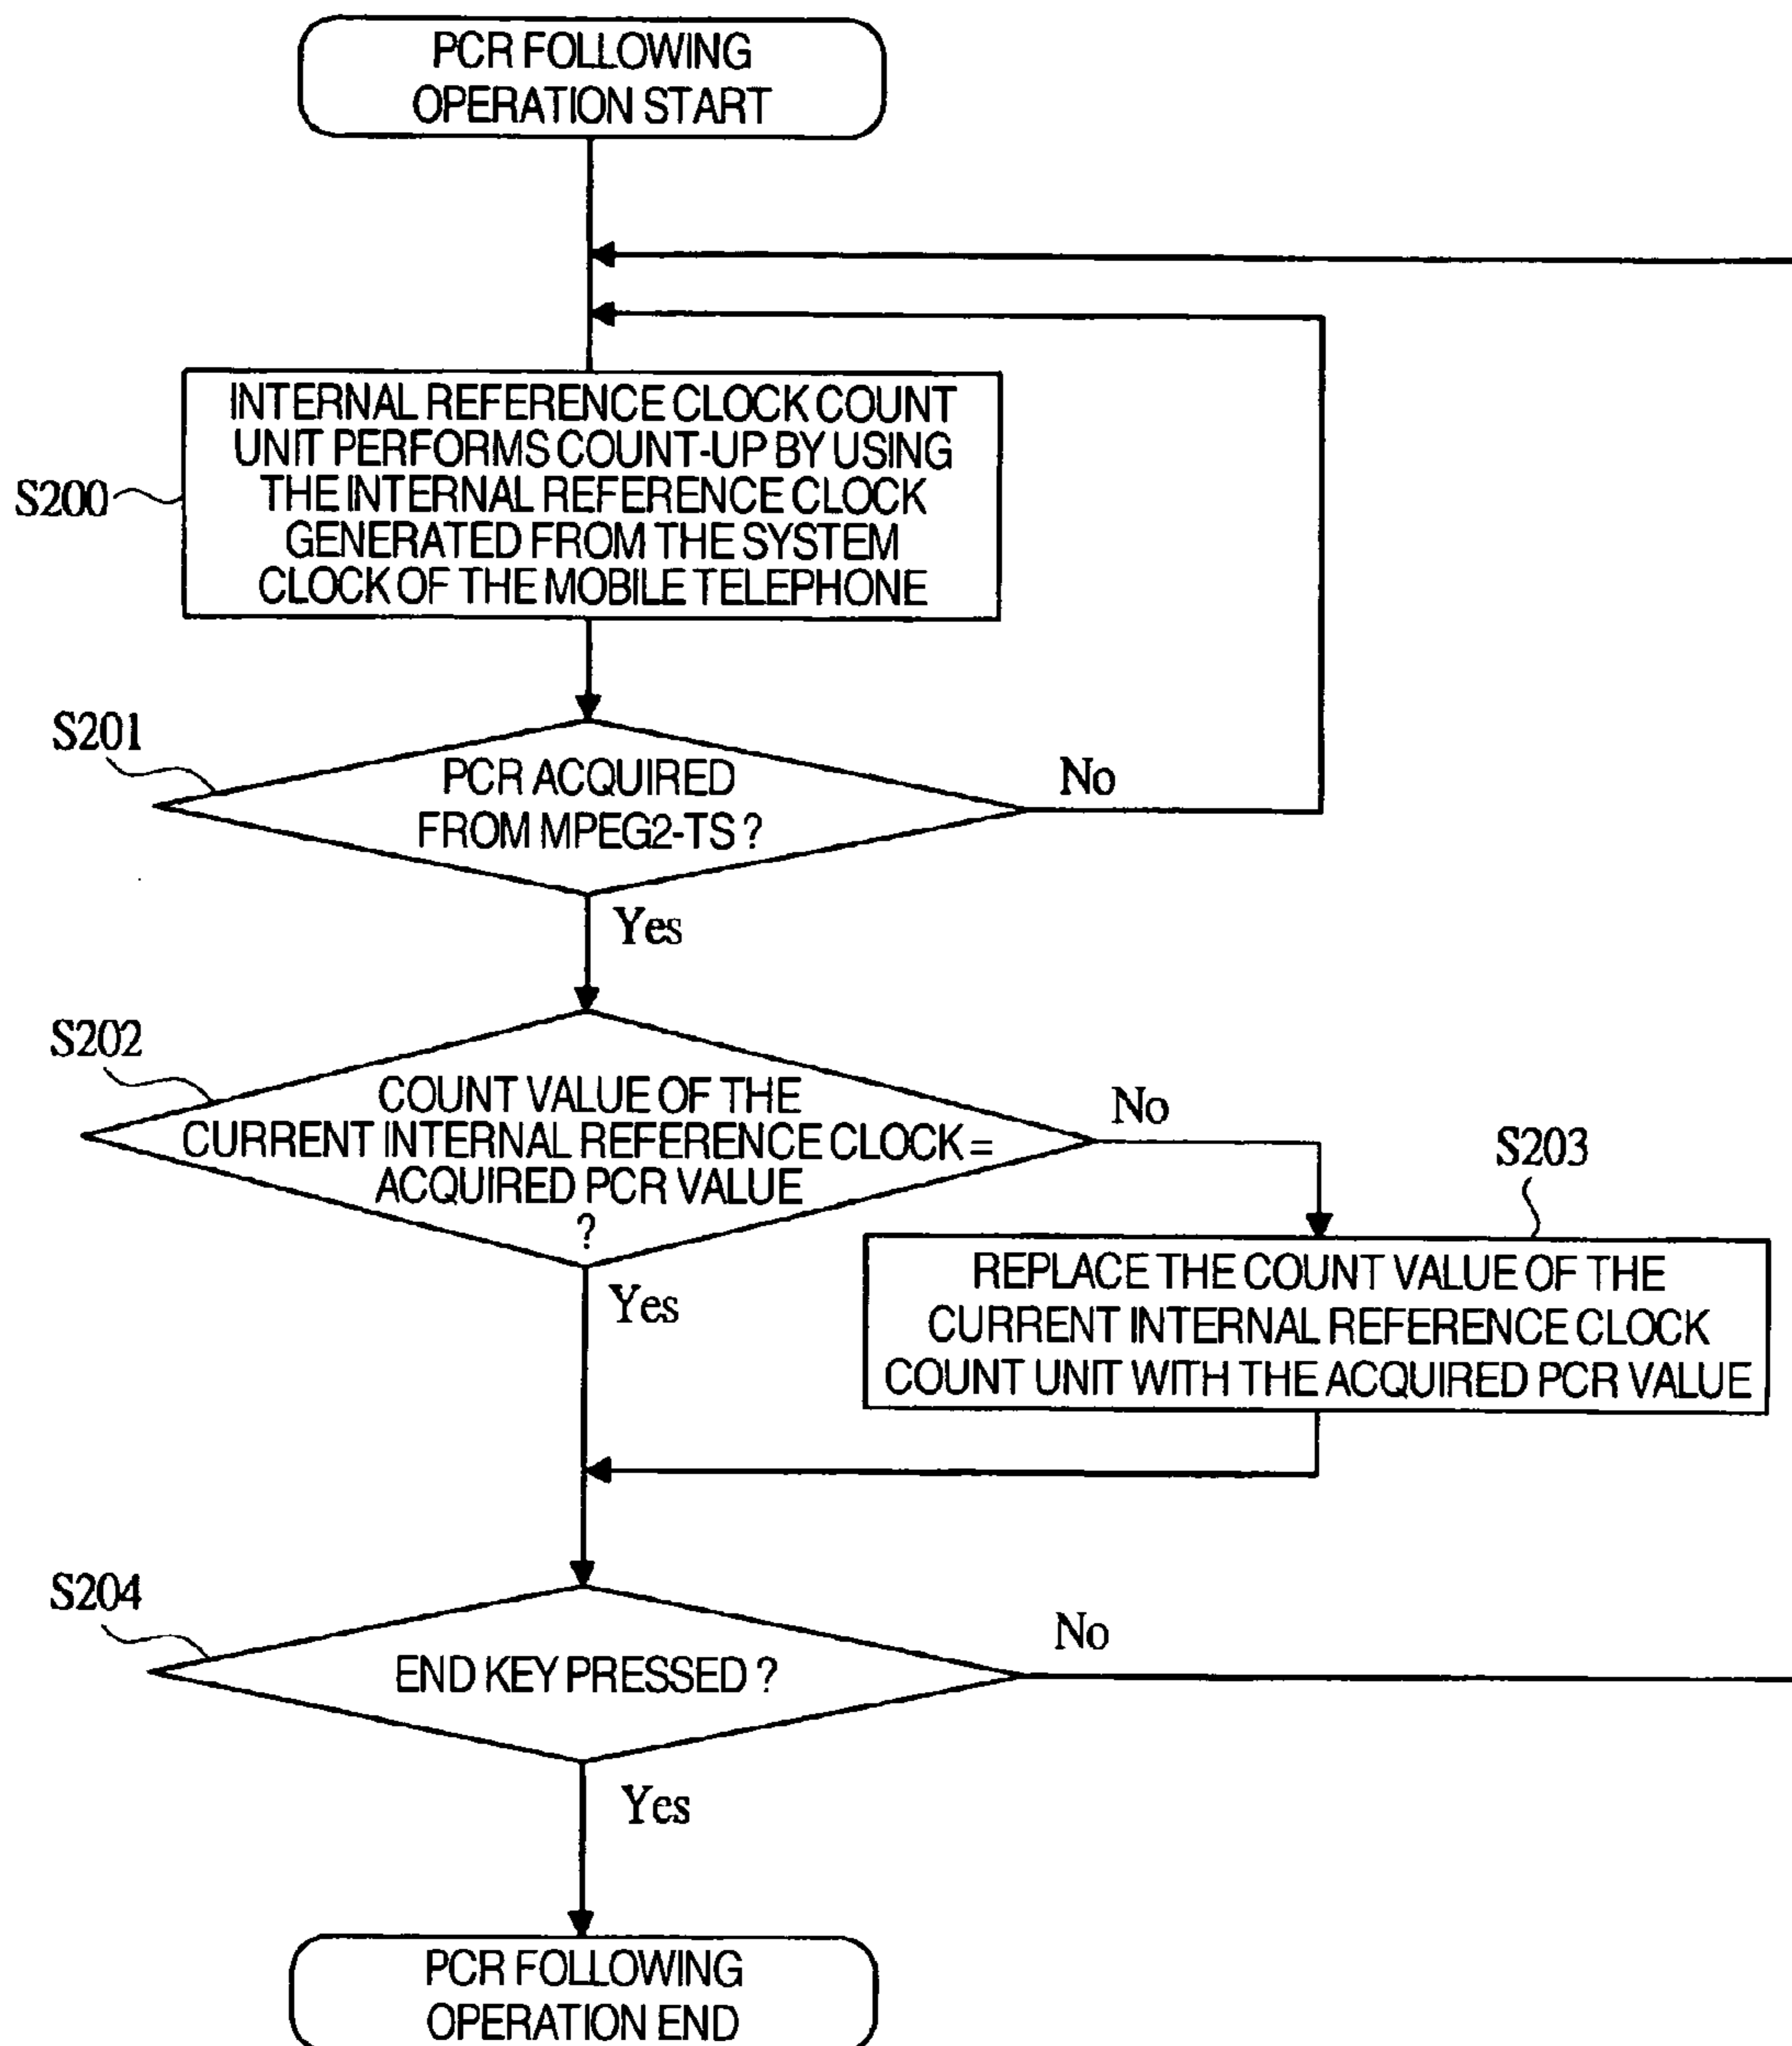 PCR FOLLOWING
OPERATION START
INTERNAL REFERENCE CLOCK COUNT
UNIT PERFORMS COUNT-UP BY USING
THE INTERNAL REFERENCE CLOCK
GENERATED FROM THE SYSTEM
CLOCK OF THE MOBILE TELEPHONE
S200
S201
PCR ACQUIRED
FROM MPEG2-TS ?
No
Yes
S202
COUNT VALUE OF THE
CURRENT INTERNAL REFERENCE CLOCK =
ACQUIRED PCR VALUE
?
No
Yes
S203
REPLACE THE COUNT VALUE OF THE
CURRENT INTERNAL REFERENCE CLOCK
COUNT UNIT WITH THE ACQUIRED PCR VALUE
S204
END KEY PRESSED ?
No
Yes
PCR FOLLOWING
OPERATION END